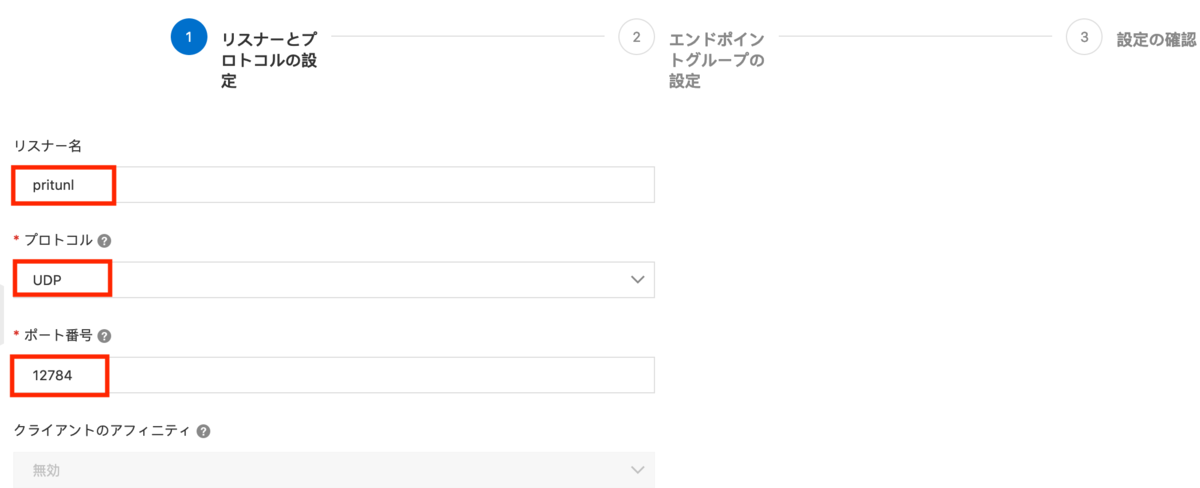 1
リスナーとプ
ロトコルの設
定
2
エンドポイン
トグループの
設定
3
設定の確認
リスナー名
pritunl
* プロトコル ?
UDP
* ポート番号 ?
12784
クライアントのアフィニティ ?
無効